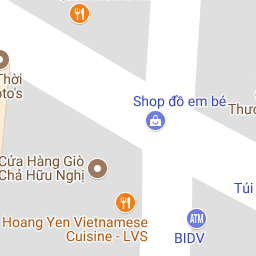 Thời
oto's
Shop đồ em bé
Thươ
Cửa Hàng Giò
Chả Hữu Nghị
Túi
Hoang Yen Vietnamese
Cuisine - LVS
ATM
BIDV